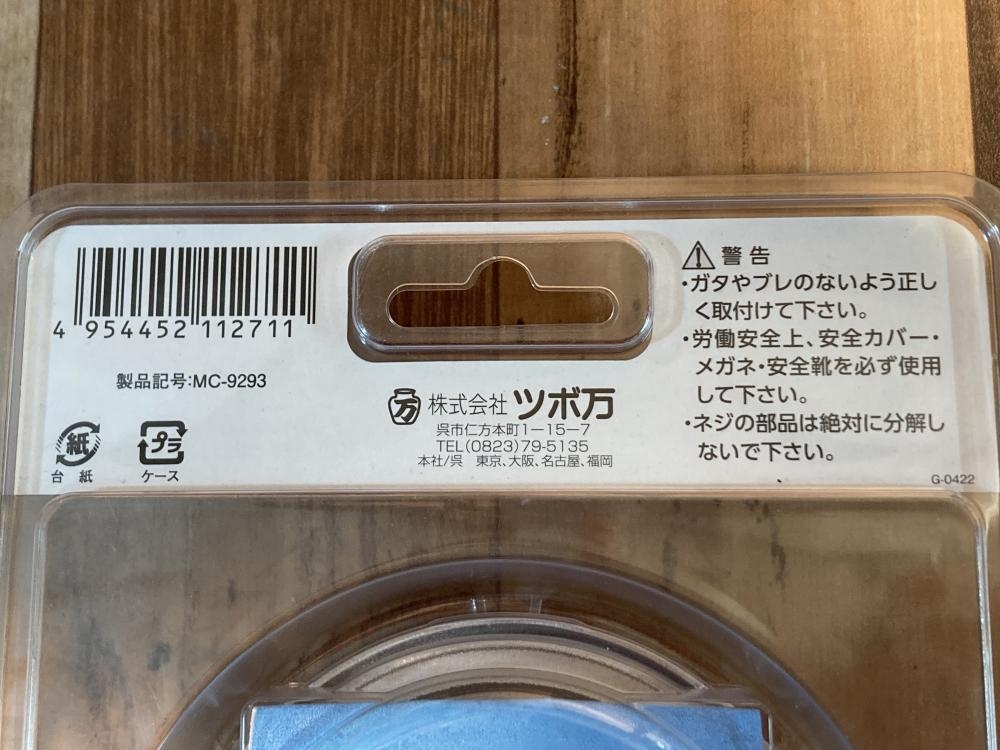 4 954452 112711
製品記号:MC-9293
紙
台紙
プラ
ケース
万
株式会社 ツボ万
呉市仁方本町1-15-7
TEL(0823)79-5135
本社/呉 東京、大阪、名古屋、福岡
警告
・ガタやブレのないよう正し
く取付けて下さい。
・労働安全上、安全カバー・
メガネ・安全靴を必ず使用
して下さい。
・ネジの部品は絶対に分解し
ないで下さい。
G-0422